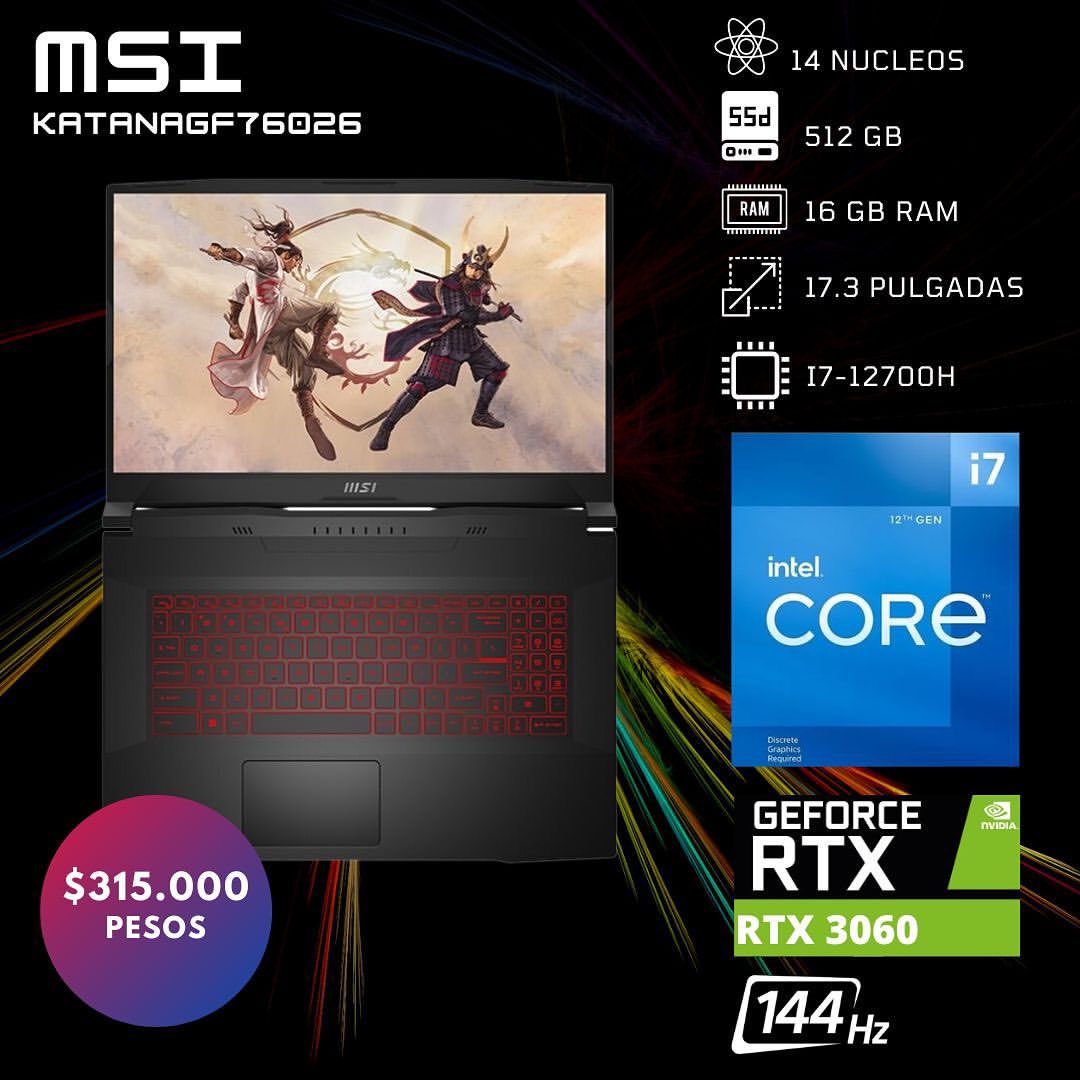 MSI
KATANAGF76026
14 NUCLEOS
SSD
512 GB
RAM
16 GB RAM
17.3 PULGADAS
I7-12700H
msi
i7
12TH GEN
intel.
CORE™
Discrete
Graphics
Required
$315.000
PESOS
GEFORCE
RTX
NVIDIA.
RTX 3060
144Hz